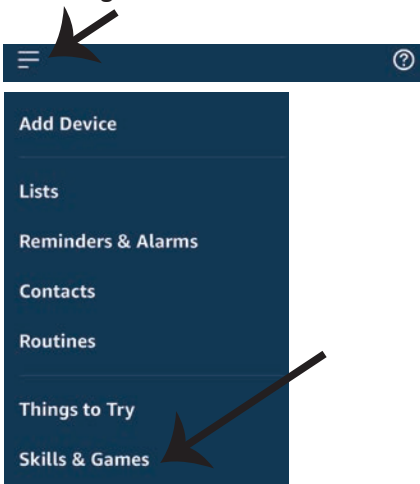 ?
Add Device
Lists
Reminders & Alarms
Contacts
Routines
Things to Try
Skills & Games